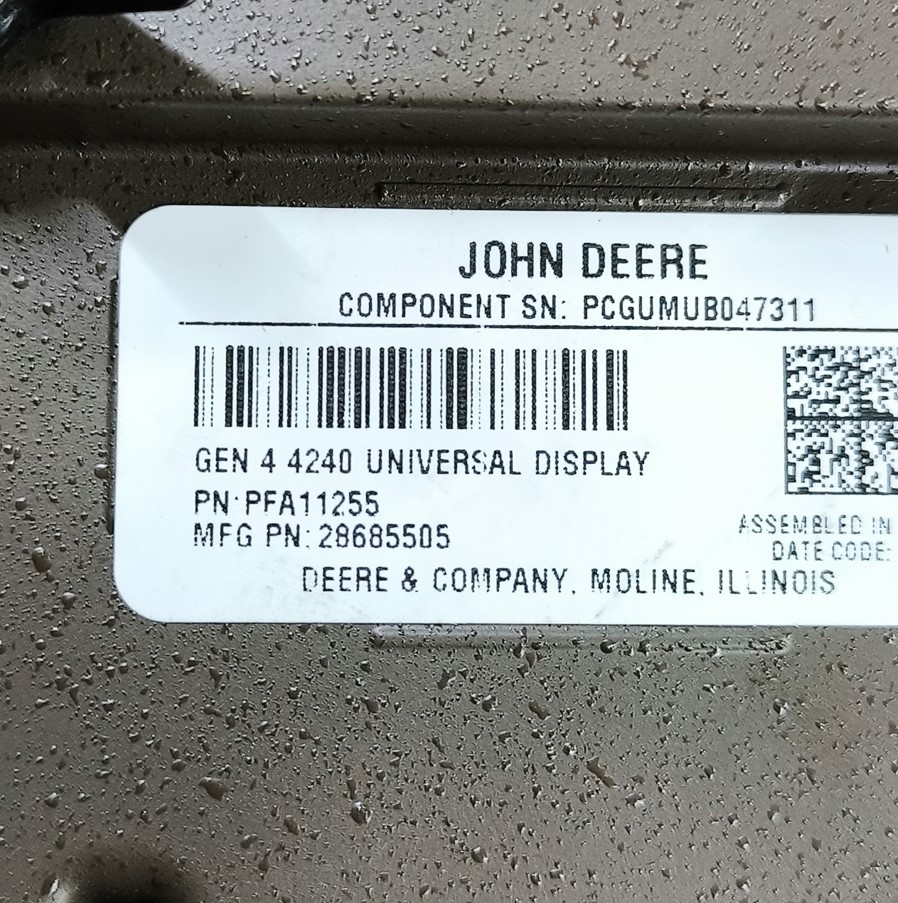 JOHN DEERE
COMPONENT SN: PCGUMUB047311
GEN 4 4240 UNIVERSAL DISPLAY
PN:PFA11255
MFG PN: 28685505
ASSEMBLED IN
DATE CODE:
DEERE & COMPANY, MOLINE, ILLINOIS